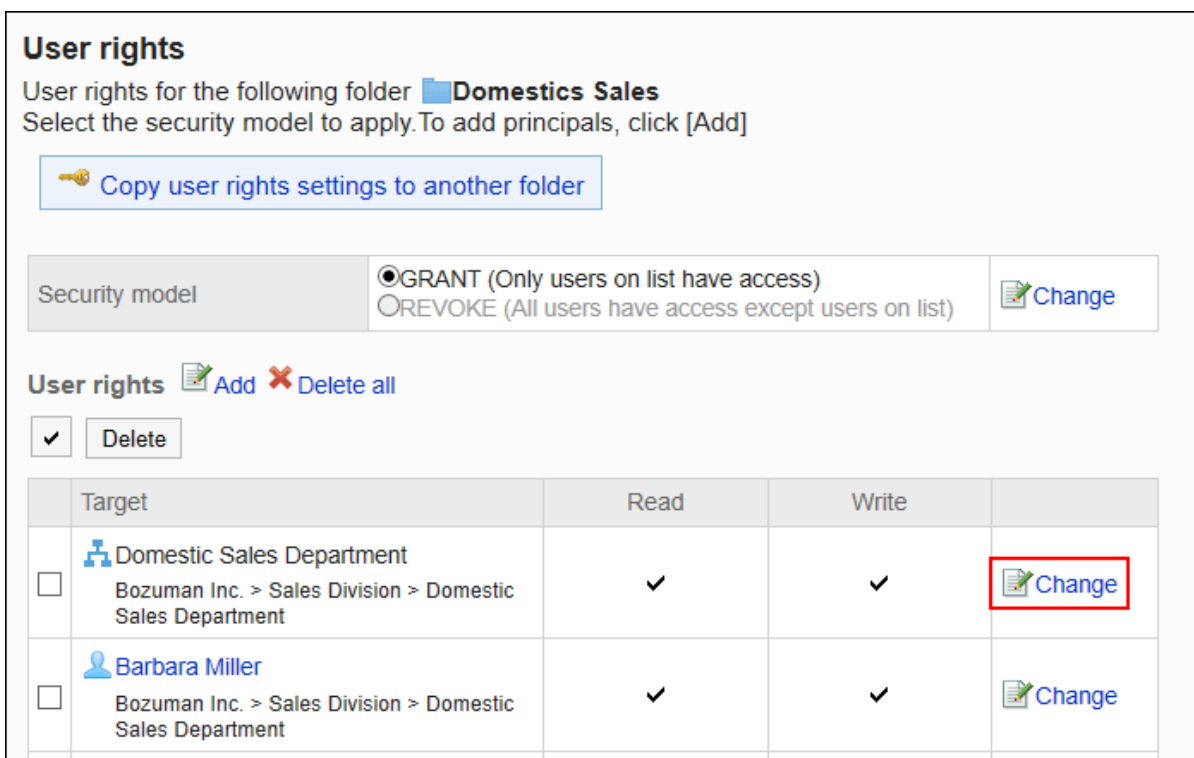 User rights
User rights for the following folder Domestics Sales
Select the security model to apply.To add principals, click [Add]
Copy user rights settings to another folder
Security model
GRANT (Only users on list have access)
REVOKE (All users have access except users on list)
Change
User rights Add Delete all
Delete
Target Read Write
Domestic Sales Department
Bozuman Inc. > Sales Division > Domestic
Sales Department
Change
Barbara Miller
Bozuman Inc. > Sales Division > Domestic
Sales Department
Change